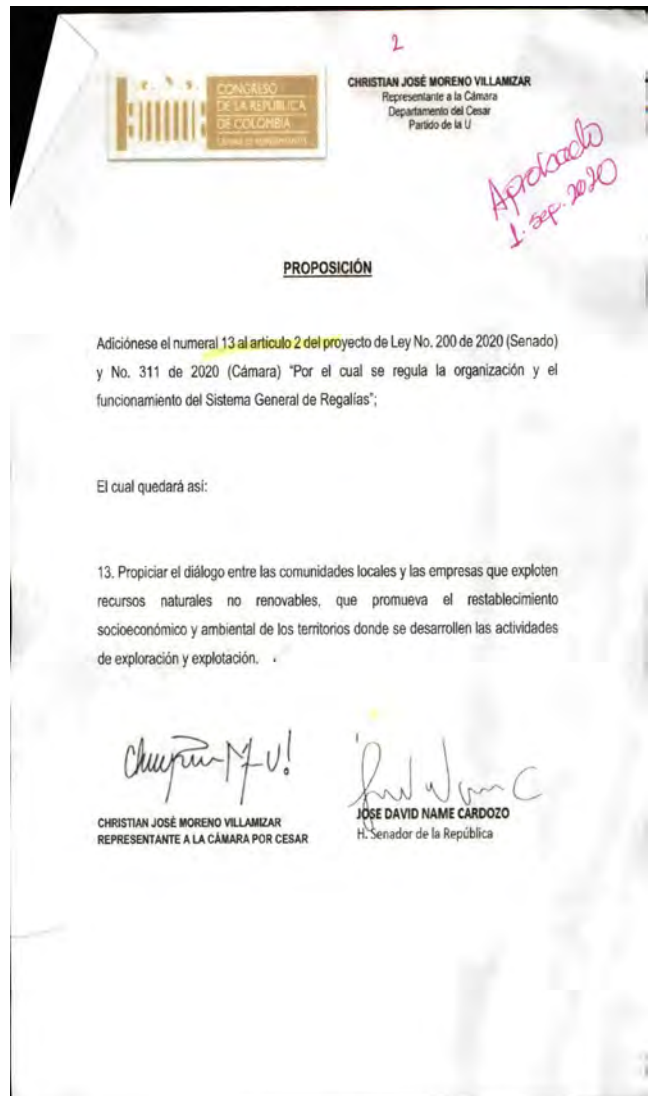 2
CONGRESO
DE LA REPÚBLICA
DE COLOMBIA
CÁMARA DE REPRESENTANTES
CHRISTIAN JOSÉ MORENO VILLAMIZAR
Representante a la Cámara
Departamento del Cesar
Partido de la U
Aprobado
1. sep. 2020
PROPOSICIÓN
Adiciónese el numeral 13 al articulo 2 del proyecto de Ley No. 200 de 2020 (Senado)
y No. 311 de 2020 (Cámara) "Por el cual se regula la organización y el
funcionamiento del Sistema General de Regalías";
El cual quedará así:
13. Propiciar el diálogo entre las comunidades locales y las empresas que exploten
recursos naturales no renovables, que promueva el restablecimiento
socioeconómico y ambiental de los territorios donde se desarrollen las actividades
de exploración y explotación.
CHRISTIAN JOSÉ MORENO VILLAMIZAR
REPRESENTANTE A LA CÁMARA POR CESAR
JOSE DAVID NAME CARDOZO
H. Senador de la República